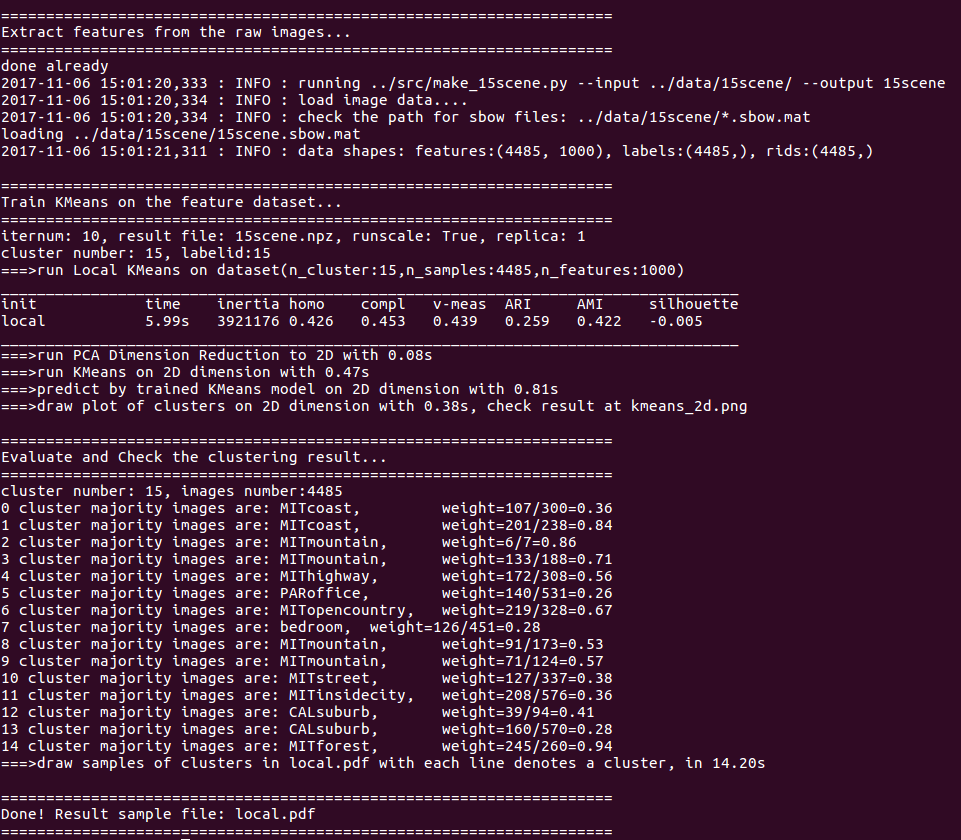 ====================================================================
Extract features from the raw images...
====================================================================
done already
2017-11-06 15:01:20,333 : INFO : running ../src/make_15scene.py --input ../data/15scene/ --output 15scene
2017-11-06 15:01:20,334 : INFO : load image data....
2017-11-06 15:01:20,334 : INFO : check the path for sbow files: ../data/15scene/*.sbow.mat
loading ../data/15scene/15scene.sbow.mat
2017-11-06 15:01:21,311 : INFO : data shapes: features:(4485, 1000), labels:(4485,), rids:(4485,)

====================================================================
Train KMeans on the feature dataset...
====================================================================
iternum: 10, result file: 15scene.npz, runscale: True, replica: 1
cluster number: 15, labelid:15
===>run Local KMeans on dataset(n_cluster:15,n_samples:4485,n_features:1000)
__________________________________________________________________________________
init            time    inertia homo    compl   v-meas  ARI     AMI     silhouette
local           5.99s   3921176 0.426   0.453   0.439   0.259   0.422   -0.005
__________________________________________________________________________________
===>run PCA Dimension Reduction to 2D with 0.08s
===>run KMeans on 2D dimension with 0.47s
===>predict by trained KMeans model on 2D dimension with 0.81s
===>draw plot of clusters on 2D dimension with 0.38s, check result at kmeans_2d.png

====================================================================
Evaluate and Check the clustering result...
====================================================================
cluster number: 15, images number:4485
0 cluster majority images are: MITcoast,         weight=107/300=0.36
1 cluster majority images are: MITcoast,         weight=201/238=0.84
2 cluster majority images are: MITmountain,      weight=6/7=0.86
3 cluster majority images are: MITmountain,      weight=133/188=0.71
4 cluster majority images are: MIThighway,       weight=172/308=0.56
5 cluster majority images are: PARoffice,        weight=140/531=0.26
6 cluster majority images are: MITopencountry,   weight=219/328=0.67
7 cluster majority images are: bedroom,  weight=126/451=0.28
8 cluster majority images are: MITmountain,      weight=91/173=0.53
9 cluster majority images are: MITmountain,      weight=71/124=0.57
10 cluster majority images are: MITstreet,       weight=127/337=0.38
11 cluster majority images are: MITinsidecity,   weight=208/576=0.36
12 cluster majority images are: CALsuburb,       weight=39/94=0.41
13 cluster majority images are: CALsuburb,       weight=160/570=0.28
14 cluster majority images are: MITforest,       weight=245/260=0.94
===>draw samples of clusters in local.pdf with each line denotes a cluster, in 14.20s

====================================================================
Done! Result sample file: local.pdf
====================================================================